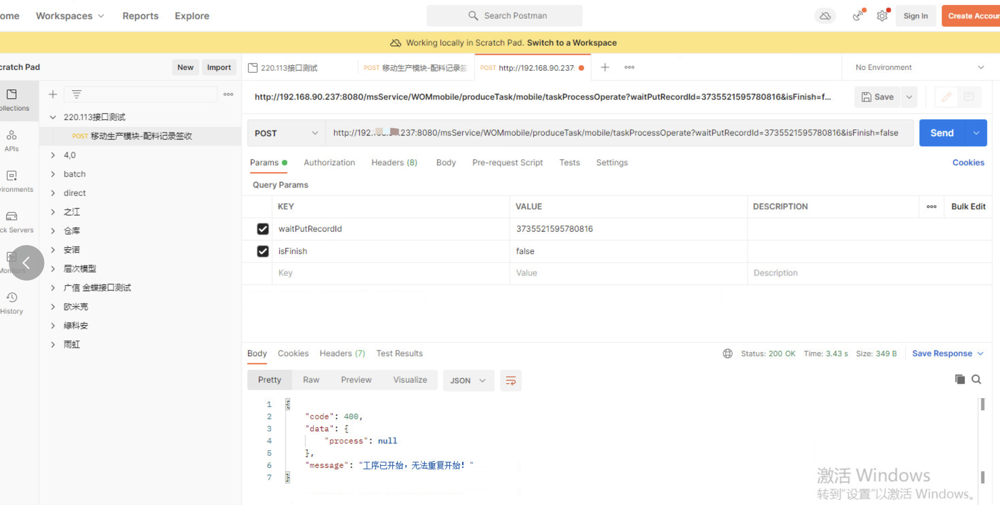 ome Workspaces Reports Explore Search Postman Sign In Create Accour
Working locally in Scratch Pad. Switch to a Workspace
cratch Pad New Import 220.113接口测试 POST 移动生产模块-配料记录签 POST http://192.168.90.237: No Environment
http://192.168.90.237:8080/msService/WOMmobile/produceTask/mobile/taskProcessOperate?waitPutRecordId=3735521595780816&isFinish=f... Save
ollections
APIs
vironments
ck Servers
Monitors
History
220.113接口测试
POST 移动生产模块-配料记录签收
4,0
batch
direct
之江
仓库
安诺
层次模型
广信 金蝶接口测试
欧米克
绿科安
雨虹
POST http://192. .237:8080/msService/WOMmobile/produceTask/mobile/taskProcessOperate?waitPutRecordId=3735521595780816&isFinish=false Send
Params Authorization Headers (8) Body Pre-request Script Tests Settings Cookies
Query Params
KEY VALUE DESCRIPTION Bulk Edit
waitPutRecordId 3735521595780816
isFinish false
Key Value Description
Body Cookies Headers (7) Test Results Status: 200 OK Time: 3.43 s Size: 349 B Save Response
Pretty Raw Preview Visualize JSON
1 {
2 "code": 400,
3 "data": {
4 "process": null
5 },
6 "message": "工序已开始，无法重复开始！"
7 }
激活 Windows
转到“设置”以激活 Windows。